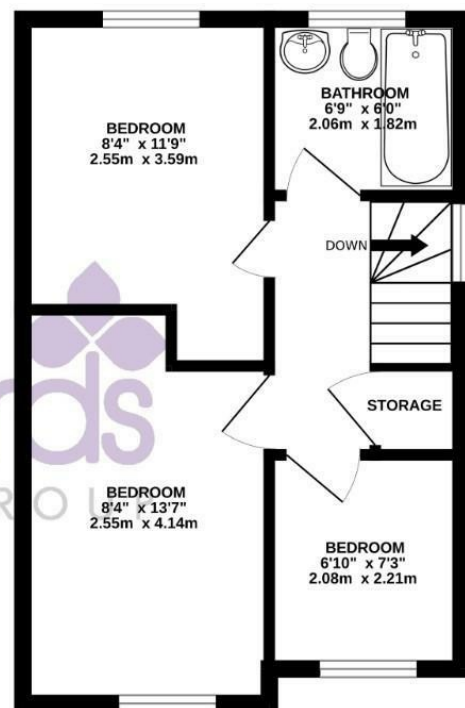 BEDROOM
8'4" x 11'9"
2.55m x 3.59m
BATHROOM
6'9" x 6'0"
2.06m x 1.82m
DOWN
STORAGE
BEDROOM
8'4" x 13'7"
2.55m x 4.14m
BEDROOM
6'10" x 7'3"
2.08m x 2.21m